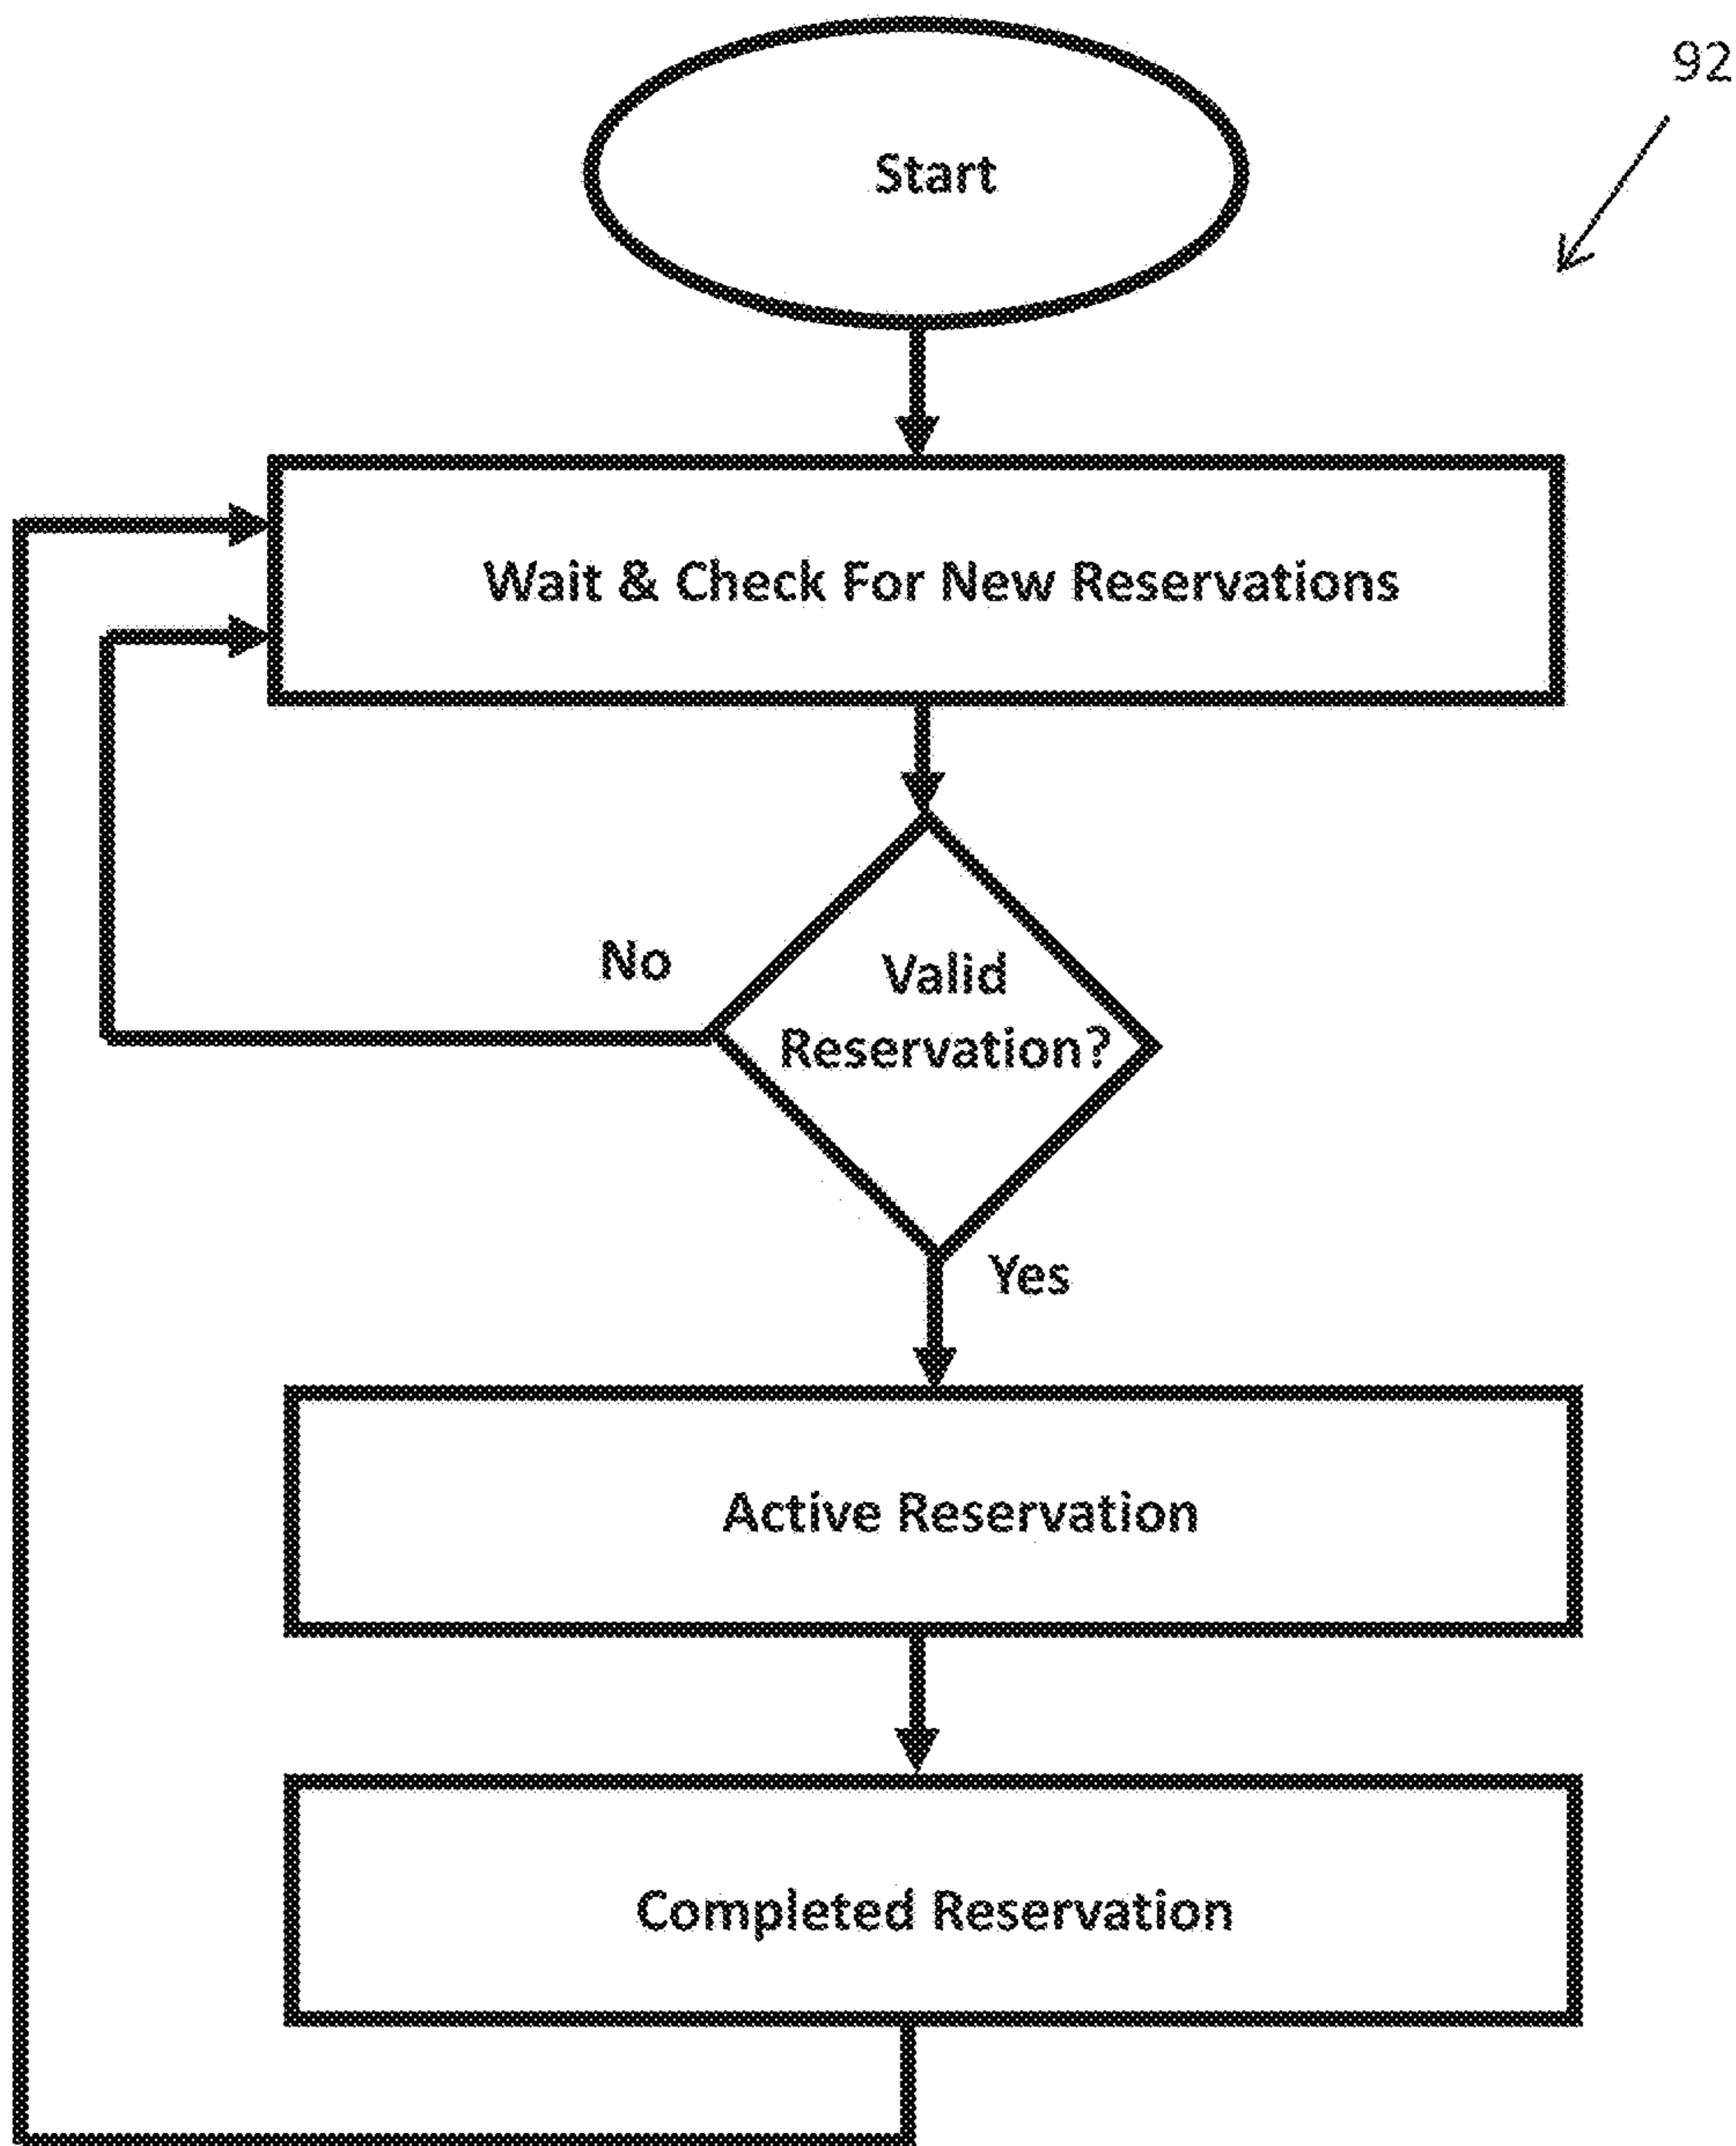 92
Start
Wait & Check For New Reservations
No
Valid
Reservation?
Yes
Active Reservation
Completed Reservation